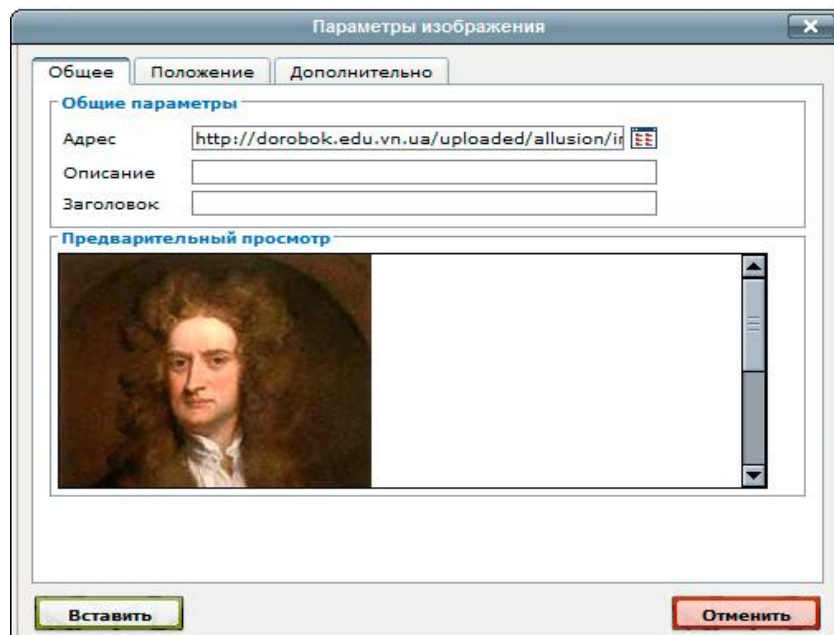 Параметры изображения
Общее Положение Дополнительно
Общие параметры
Адрес http://dorobok.edu.vn.ua/uploaded/allusion/ir
Описание
Заголовок
Предварительный просмотр
Вставить Отменить